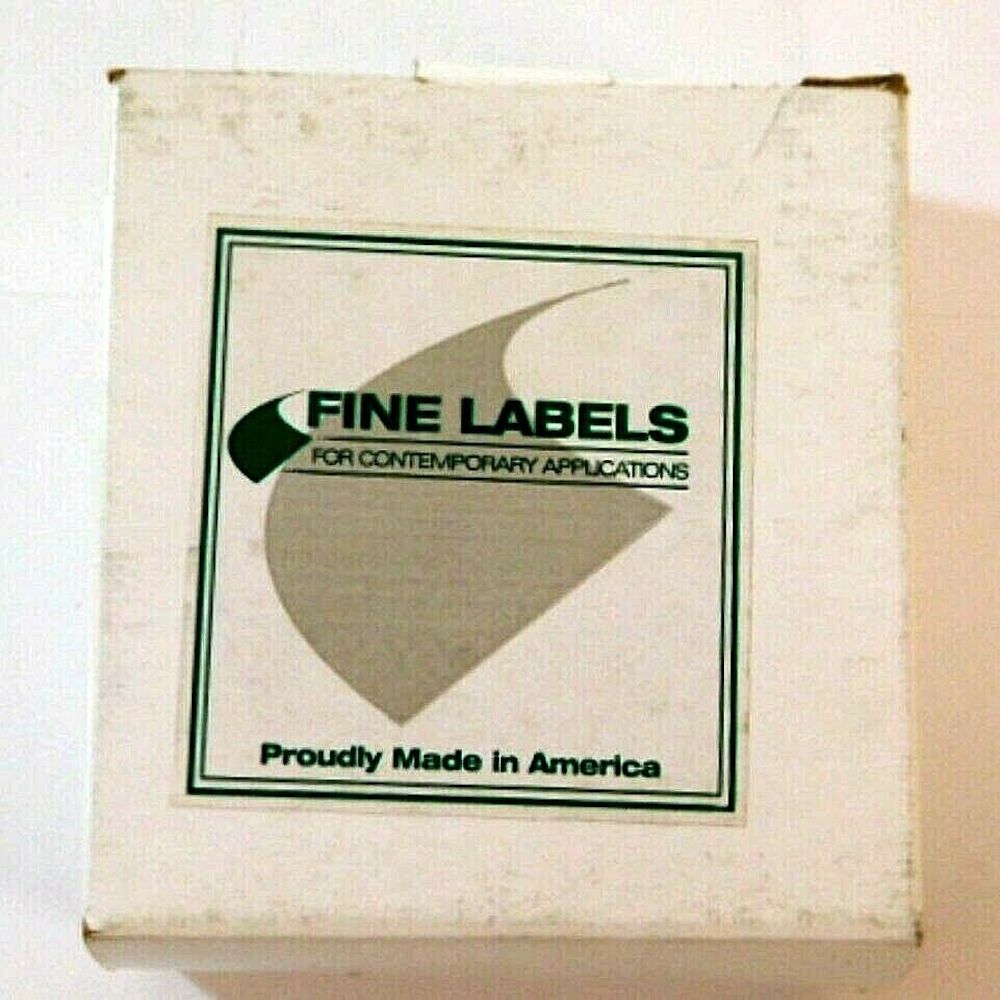 FINE LABELS
FOR CONTEMPORARY APPLICATIONS
Proudly Made in America